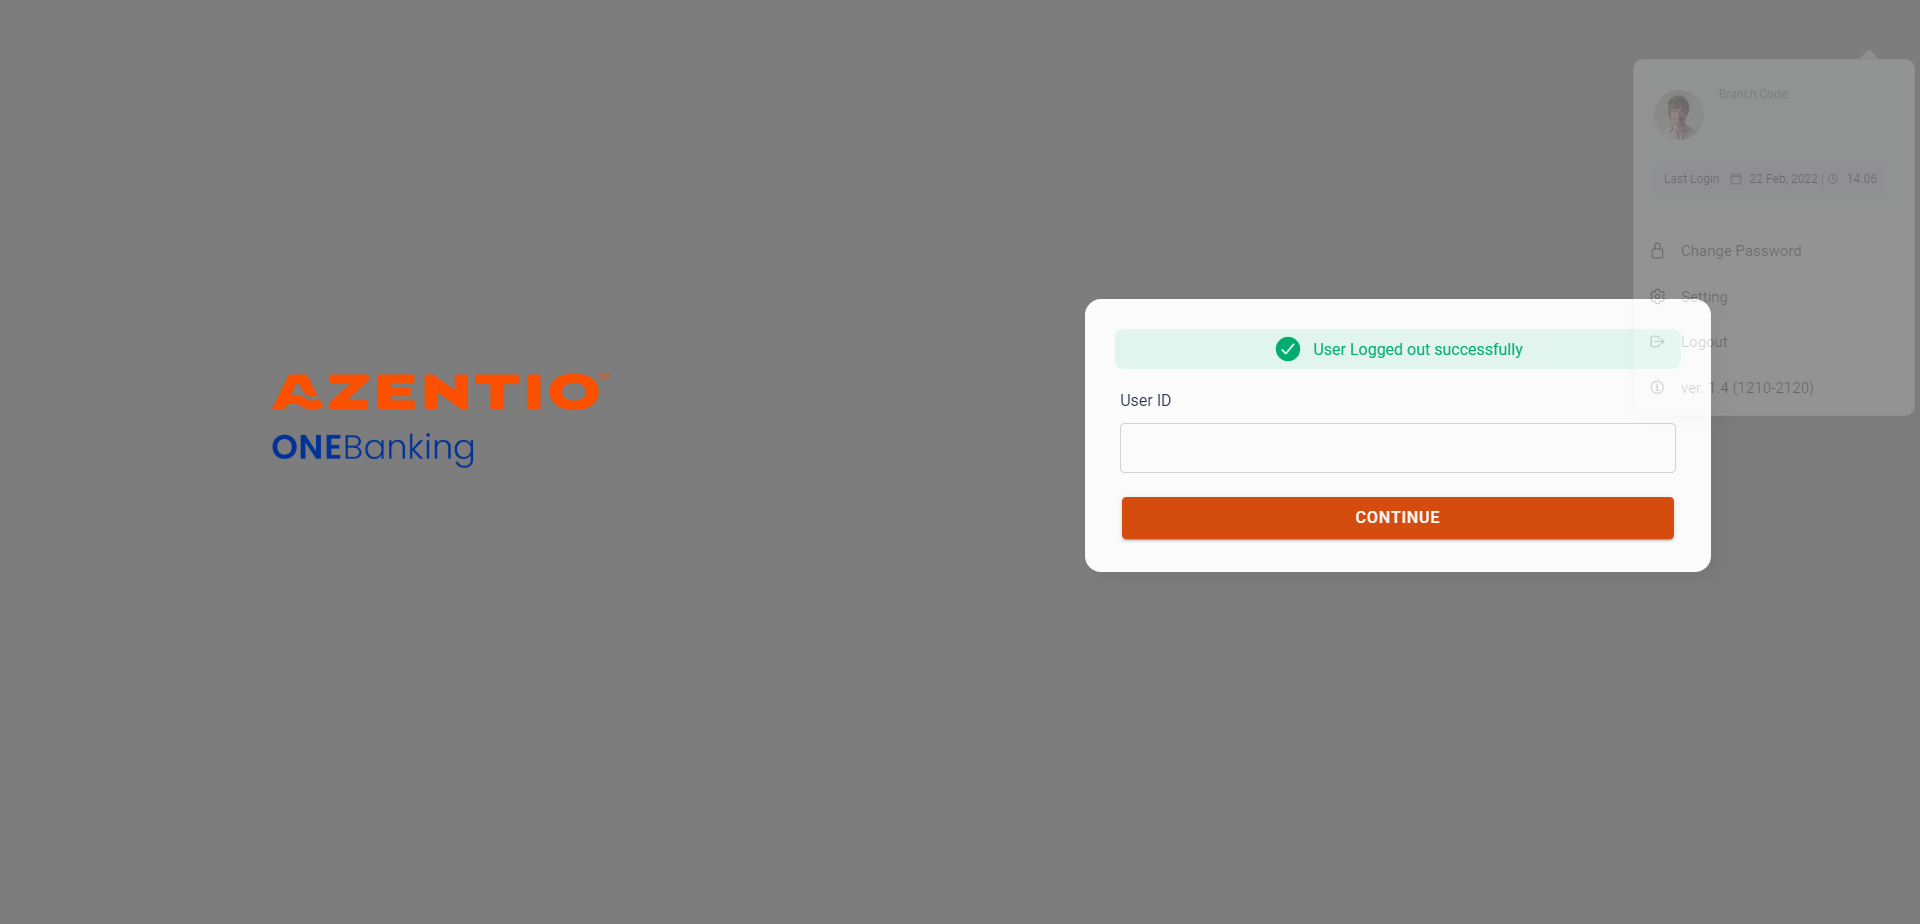 AZENTIO
ONEBanking
Branch Code:
Last Login 22 Feb, 2022 | 14:06
Change Password
Setting
Logout
ver. 1.4 (1210-2120)
User Logged out successfully
User ID
CONTINUE